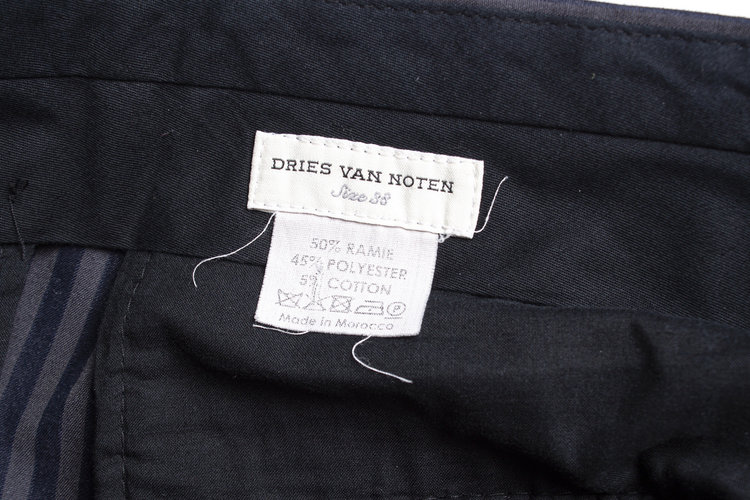 DRIES VAN NOTEN
Size 38
50% RAMIE
45% POLYESTER
5% COTTON
P
Made in Morocco